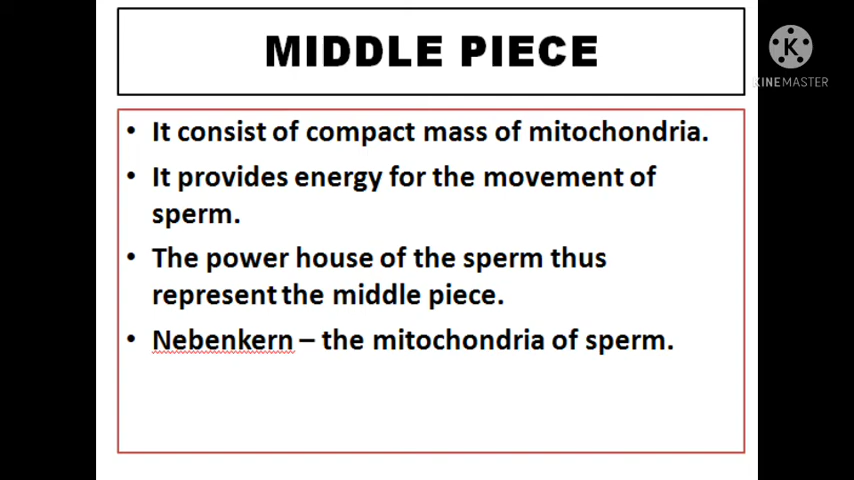 MIDDLE PIECE
K
KINEMASTER
• It consist of compact mass of mitochondria.
• It provides energy for the movement of
sperm.
• The power house of the sperm thus
represent the middle piece.
• Nebenkern – the mitochondria of sperm.